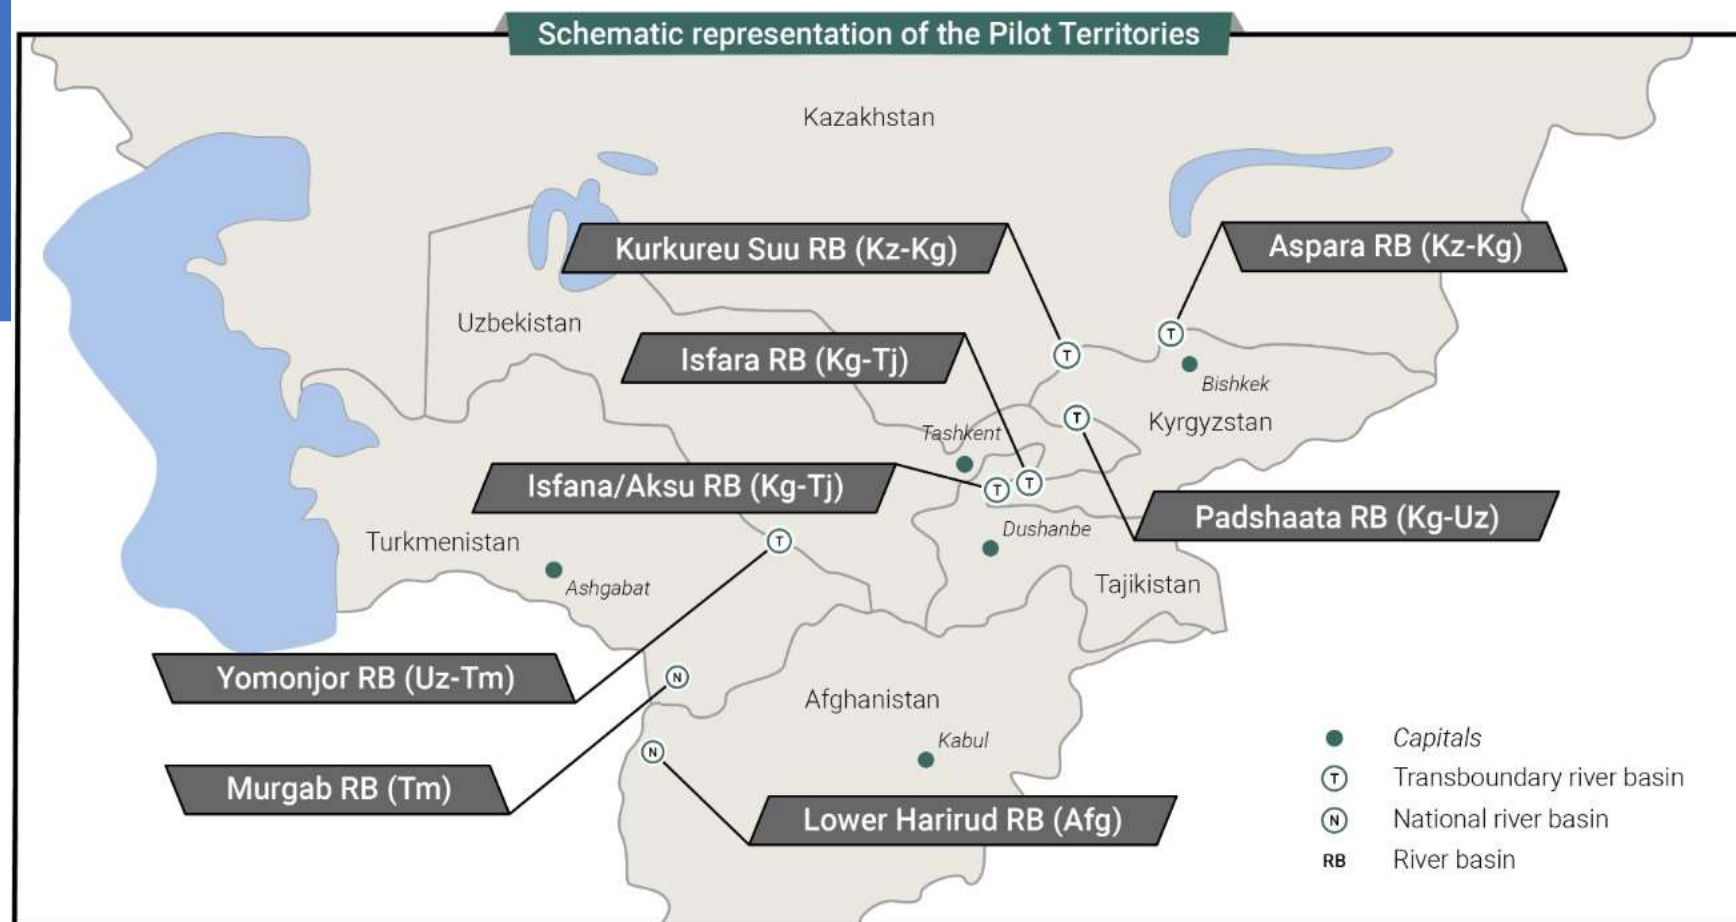 Schematic representation of the Pilot Territories
Kazakhstan
Kurkureu Suu RB (Kz-Kg)
Aspara RB (Kz-Kg)
Uzbekistan
Isfara RB (Kg-Tj)
T
T
Bishkek
T
Kyrgyzstan
Tashkent
Isfana/Aksu RB (Kg-Tj)
T
T
Padshaata RB (Kg-Uz)
Turkmenistan
T
Dushanbe
Ashgabat
Tajikistan
Yomonjor RB (Uz-Tm)
N
Afghanistan
N
Kabul
Murgab RB (Tm)
Lower Harirud RB (Afg)
Capitals
T Transboundary river basin
N National river basin
RB River basin